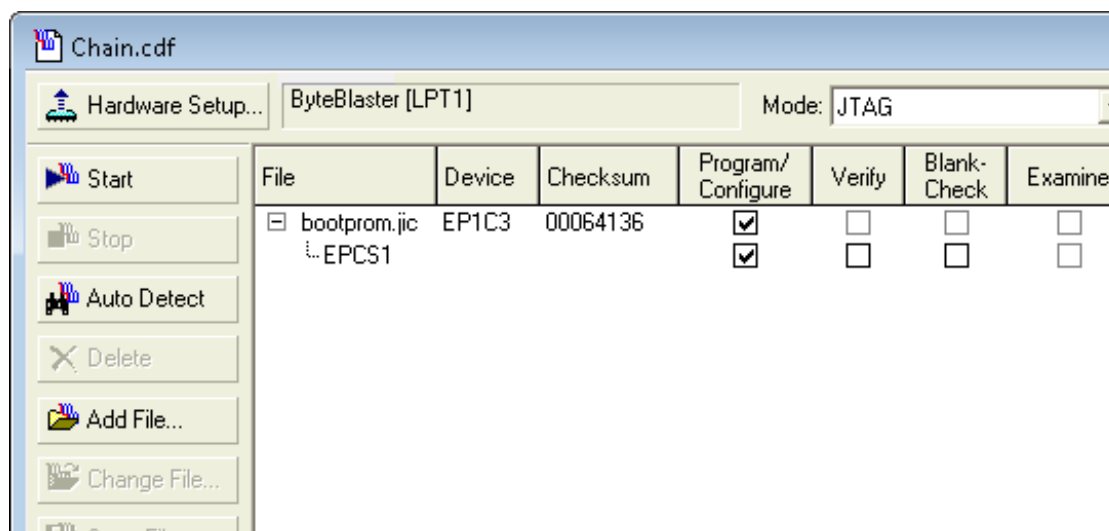 Chain.cdf
Hardware Setup... ByteBlaster [LPT1] Mode: JTAG
Start
Stop
Auto Detect
Delete
Add File...
Change File...
File Device Checksum Program/ Configure Verify Blank- Check Examine
bootprom.jic EP1C3 00064136
EPCS1